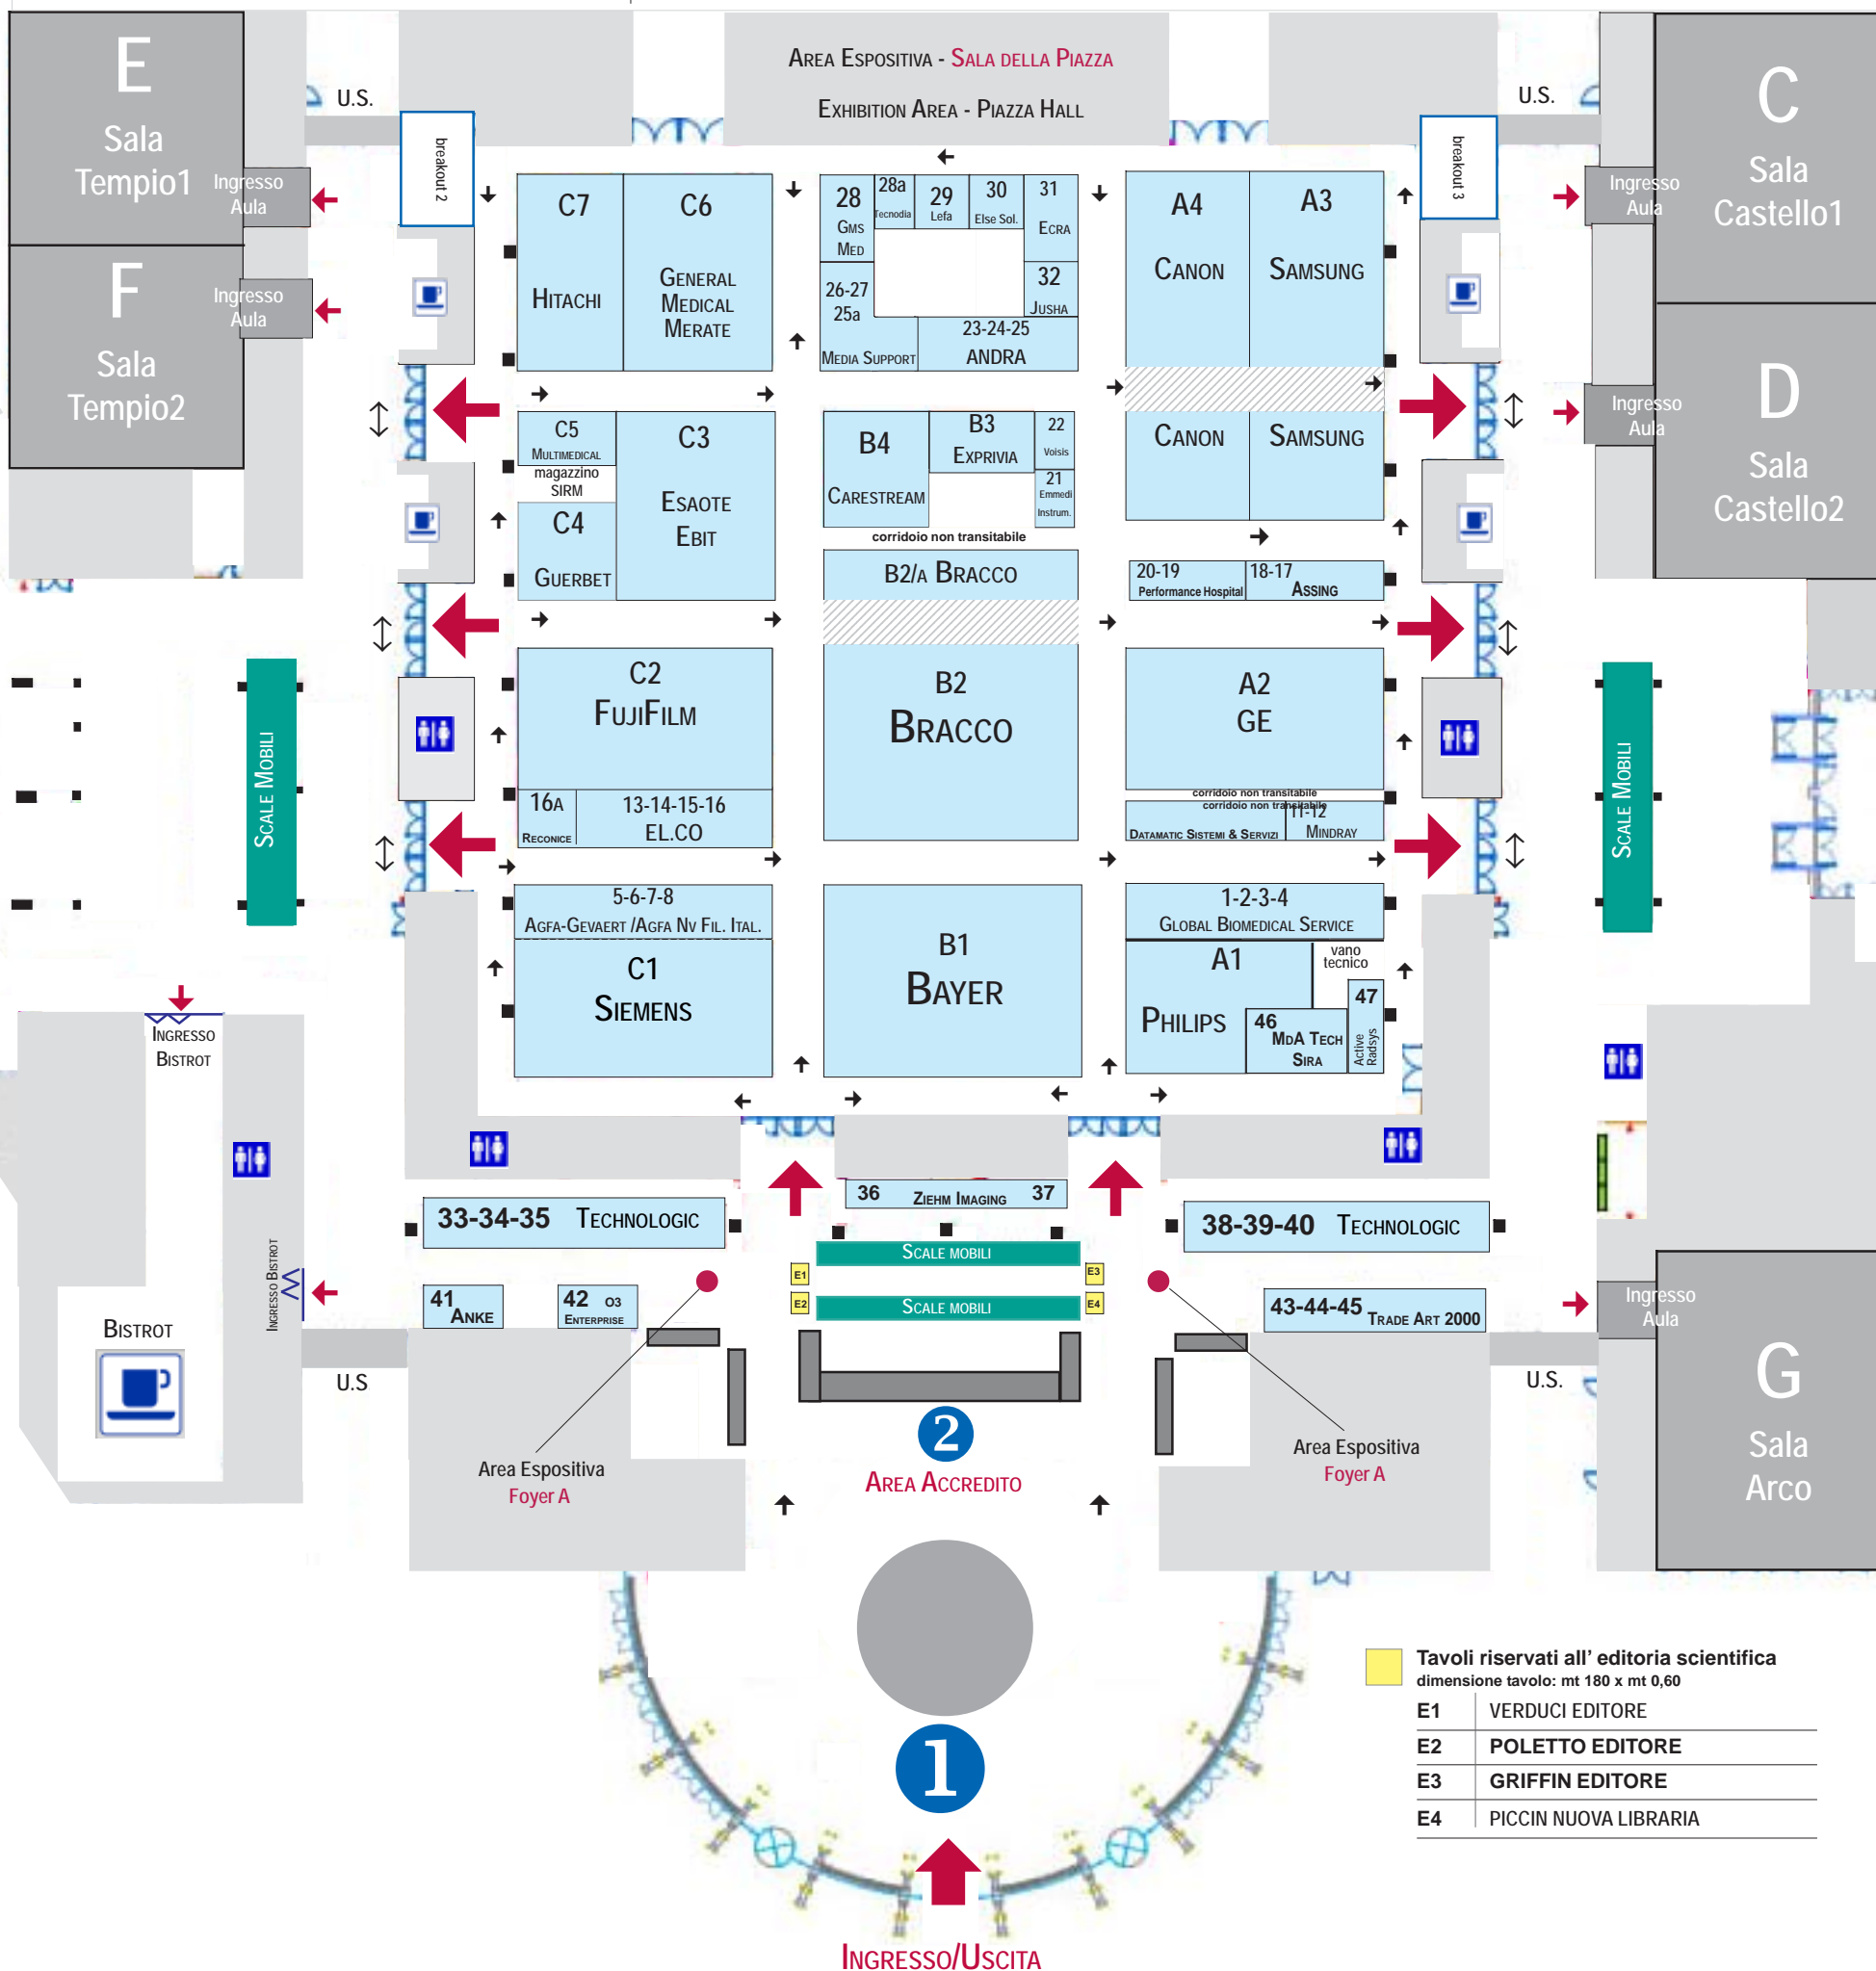 AREA ESPOSITIVA - SALA DELLA PIAZZA
EXHIBITION AREA - PIAZZA HALL
E
Sala
Tempio1
Ingresso
Aula
F
Sala
Tempio2
Ingresso
Aula
U.S.
breakout 2
U.S.
breakout 3
C
Sala
Castello1
Ingresso
Aula
D
Sala
Castello2
Ingresso
Aula
C7
HITACHI
C6
GENERAL
MEDICAL
MERATE
28
GMS
MED
28a
Tecnodia
29
Lefa
30
Else Sol.
31
ECRA
32
JUSHA
26-27
25a
MEDIA SUPPORT
23-24-25
ANDRA
A4
CANON
A3
SAMSUNG
C5
MULTIMEDICAL
magazzino
SIRM
C4
GUERBET
C3
ESAOTE
EBIT
B4
CARESTREAM
B3
EXPRIVIA
22
Voisis
21
Emmedi
Instrum.
corridoio non transitabile
CANON
SAMSUNG
B2/A BRACCO
20-19
Performance Hospital
18-17
ASSING
C2
FUJIFILM
16A
RECONICE
13-14-15-16
EL.CO
B2
BRACCO
A2
GE
corridoio non transitabile
corridoio non transitabile
DATAMATIC SISTEMI & SERVIZI
11-12
MINDRAY
SCALE MOBILI
SCALE MOBILI
5-6-7-8
AGFA-GEVAERT /AGFA NV FIL. ITAL.
C1
SIEMENS
B1
BAYER
1-2-3-4
GLOBAL BIOMEDICAL SERVICE
A1
PHILIPS
vano
tecnico
46
MDA TECH
SIRA
47
Active
Radsys
INGRESSO
BISTROT
INGRESSO BISTROT
BISTROT
U.S
33-34-35 TECHNOLOGIC
36 ZIEHM IMAGING 37
38-39-40 TECHNOLOGIC
SCALE MOBILI
SCALE MOBILI
E1
E2
E3
E4
41
ANKE
42 O3
ENTERPRISE
43-44-45 TRADE ART 2000
Ingresso
Aula
G
Sala
Arco
U.S.
Area Espositiva
Foyer A
2
AREA ACCREDITO
Area Espositiva
Foyer A
1
INGRESSO/USCITA
Tavoli riservati all' editoria scientifica
dimensione tavolo: mt 180 x mt 0,60
E1 VERDUCI EDITORE
E2 POLETTO EDITORE
E3 GRIFFIN EDITORE
E4 PICCIN NUOVA LIBRARIA